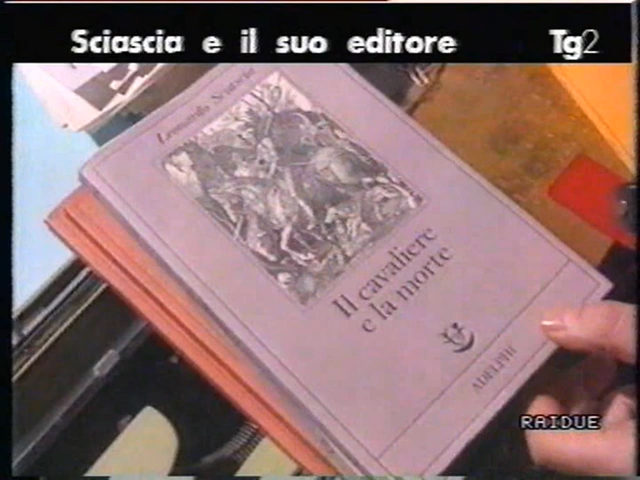 Sciascia e il suo editore
Tg2
Leonardo Sciascia
Il cavaliere
e la morte
ADELPHI
RAIDUE